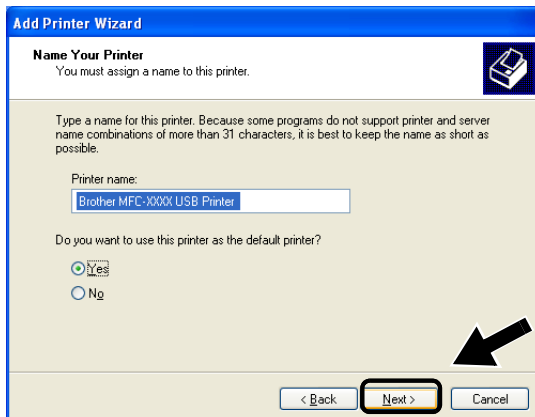 Add Printer Wizard
Name Your Printer
You must assign a name to this printer.
Type a name for this printer. Because some programs do not support printer and server
name combinations of more than 31 characters, it is best to keep the name as short as
possible.
Printer name:
Brother MFC-XXXX USB Printer
Do you want to use this printer as the default printer?
Yes
No
< Back
Next >
Cancel